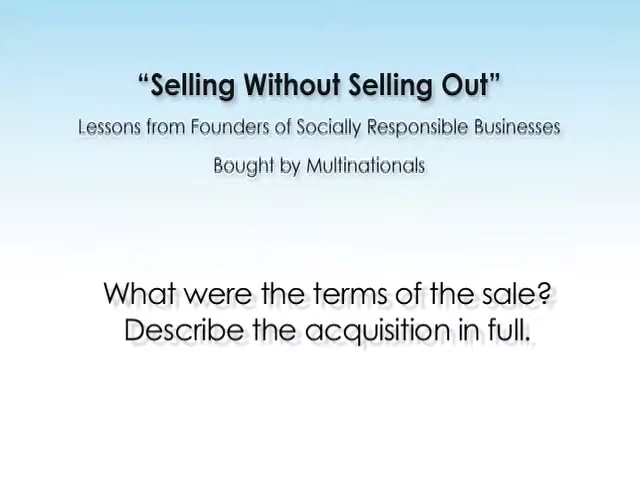 “Selling Without Selling Out”
Lessons from Founders of Socially Responsible Businesses
Bought by Multinationals
What were the terms of the sale?
Describe the acquisition in full.